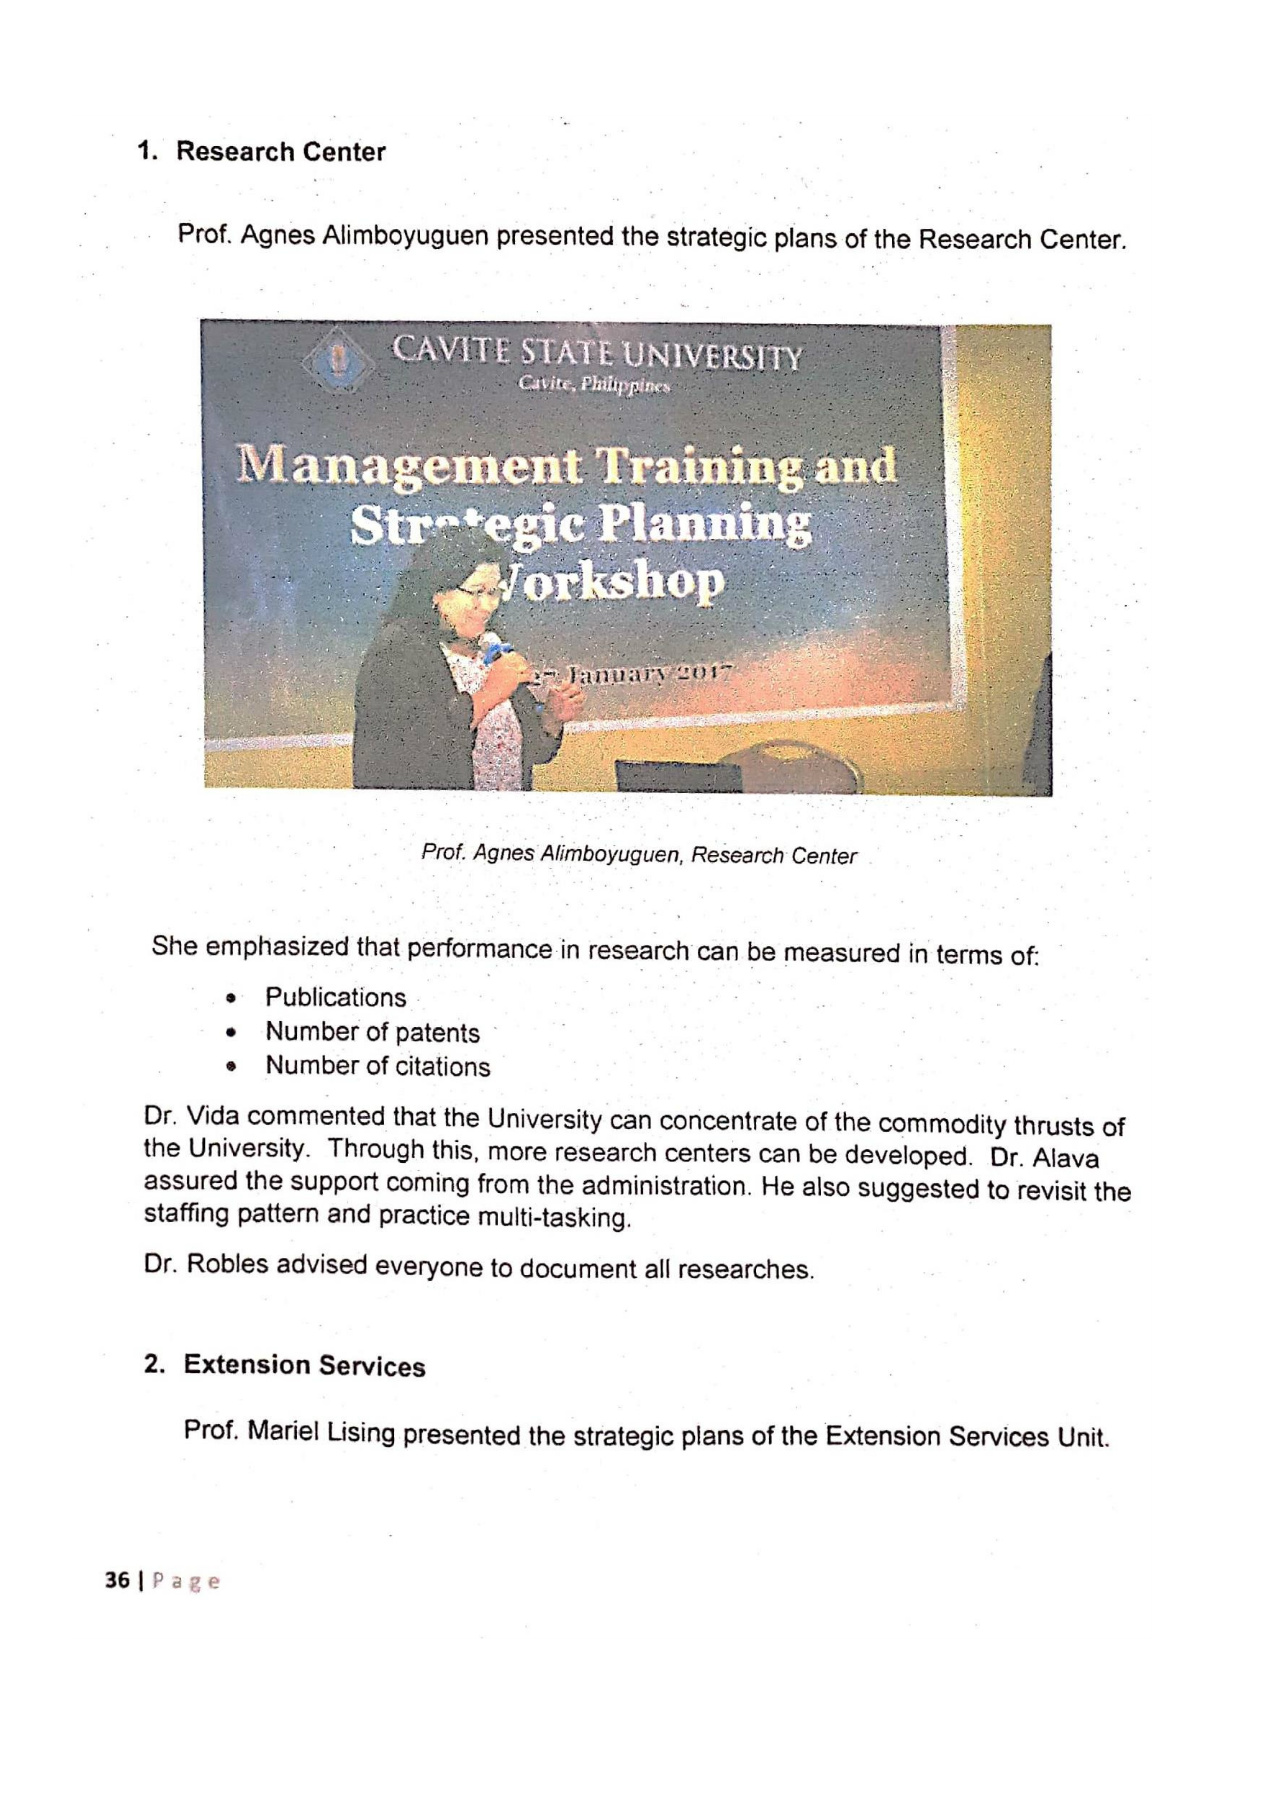 1. Research Center
Prof. Agnes Alimboyuguen presented the strategic plans of the Research Center.
CAVITE STATE UNIVERSITY
Cavite, Philippines
Management Training and
Planning
January 2017
Prof. Agnes Alimboyuguen, Research Center
She emphasized that performance in research can be measured in terms of:
• Publications
• Number of patents
• Number of citations
Dr. Vida commented that the University can concentrate of the commodity thrusts of
the University. Through this, more research centers can be developed. Dr. Alava
assured the support coming from the administration. He also suggested to revisit the
staffing pattern and practice multi-tasking.
Dr. Robles advised everyone to document all researches.
2. Extension Services
Prof. Mariel Lising presented the strategic plans of the Extension Services Unit.
36 | Page